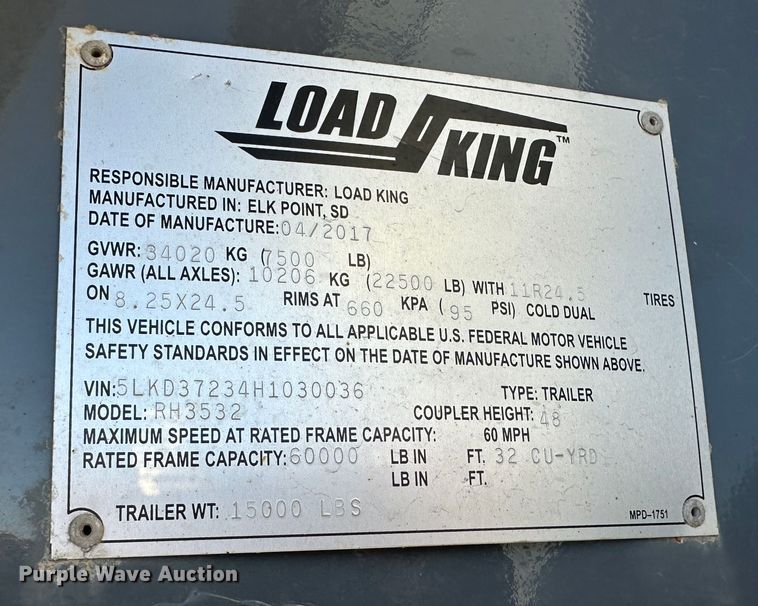 LOAD KING™
RESPONSIBLE MANUFACTURER: LOAD KING
MANUFACTURED IN: ELK POINT, SD
DATE OF MANUFACTURE: 04/2017
GVWR: 34020 KG (7500 LB)
GAWR (ALL AXLES): 10206 KG (22500 LB) WITH 11R24.5 TIRES
ON 8.25X24.5 RIMS AT 660 KPA (95 PSI) COLD DUAL
THIS VEHICLE CONFORMS TO ALL APPLICABLE U.S. FEDERAL MOTOR VEHICLE
SAFETY STANDARDS IN EFFECT ON THE DATE OF MANUFACTURE SHOWN ABOVE.
VIN: 5LKD37234H1030036 TYPE: TRAILER
MODEL: RH3532 COUPLER HEIGHT: 48
MAXIMUM SPEED AT RATED FRAME CAPACITY: 60 MPH
RATED FRAME CAPACITY: 60000 LB IN FT. 32 CU-YRD
LB IN FT.
TRAILER WT: 15000 LBS
MPD-1751
Purple Wave Auction